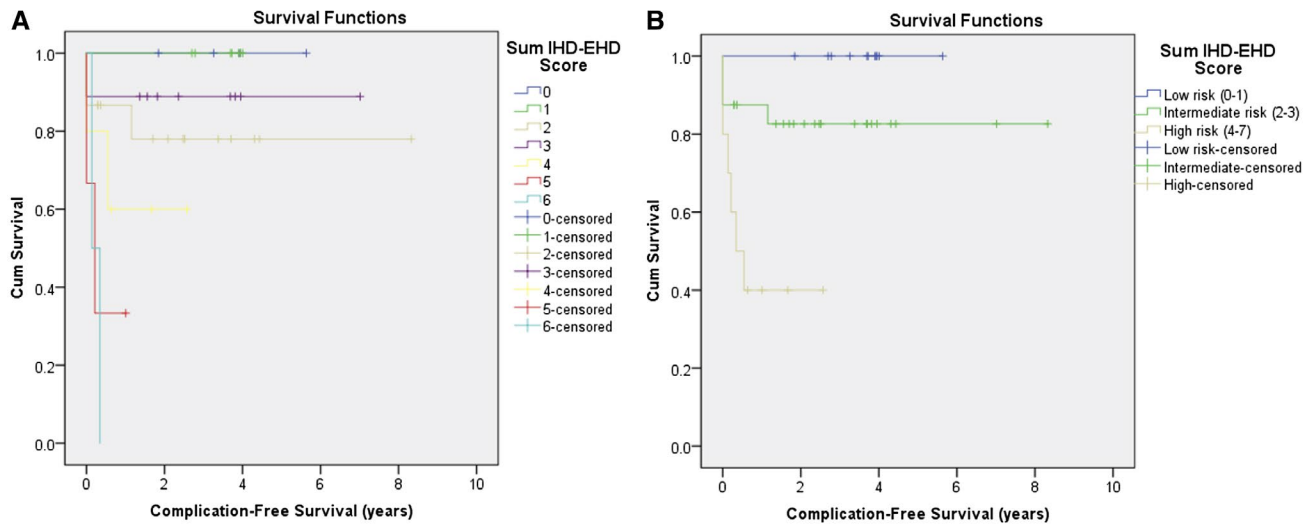 A
Survival Functions
Cum Survival
1.0
0.8
0.6
0.4
0.2
0.0
0 2 4 6 8 10
Complication-Free Survival (years)
Sum IHD-EHD
Score
0
1
2
3
4
5
6
0-censored
1-censored
2-censored
3-censored
4-censored
5-censored
6-censored
B
Survival Functions
Cum Survival
1.0
0.8
0.6
0.4
0.2
0.0
0 2 4 6 8 10
Complication-Free Survival (years)
Sum IHD-EHD
Score
Low risk (0-1)
Intermediate risk (2-3)
High risk (4-7)
Low risk-censored
Intermediate-censored
High-censored